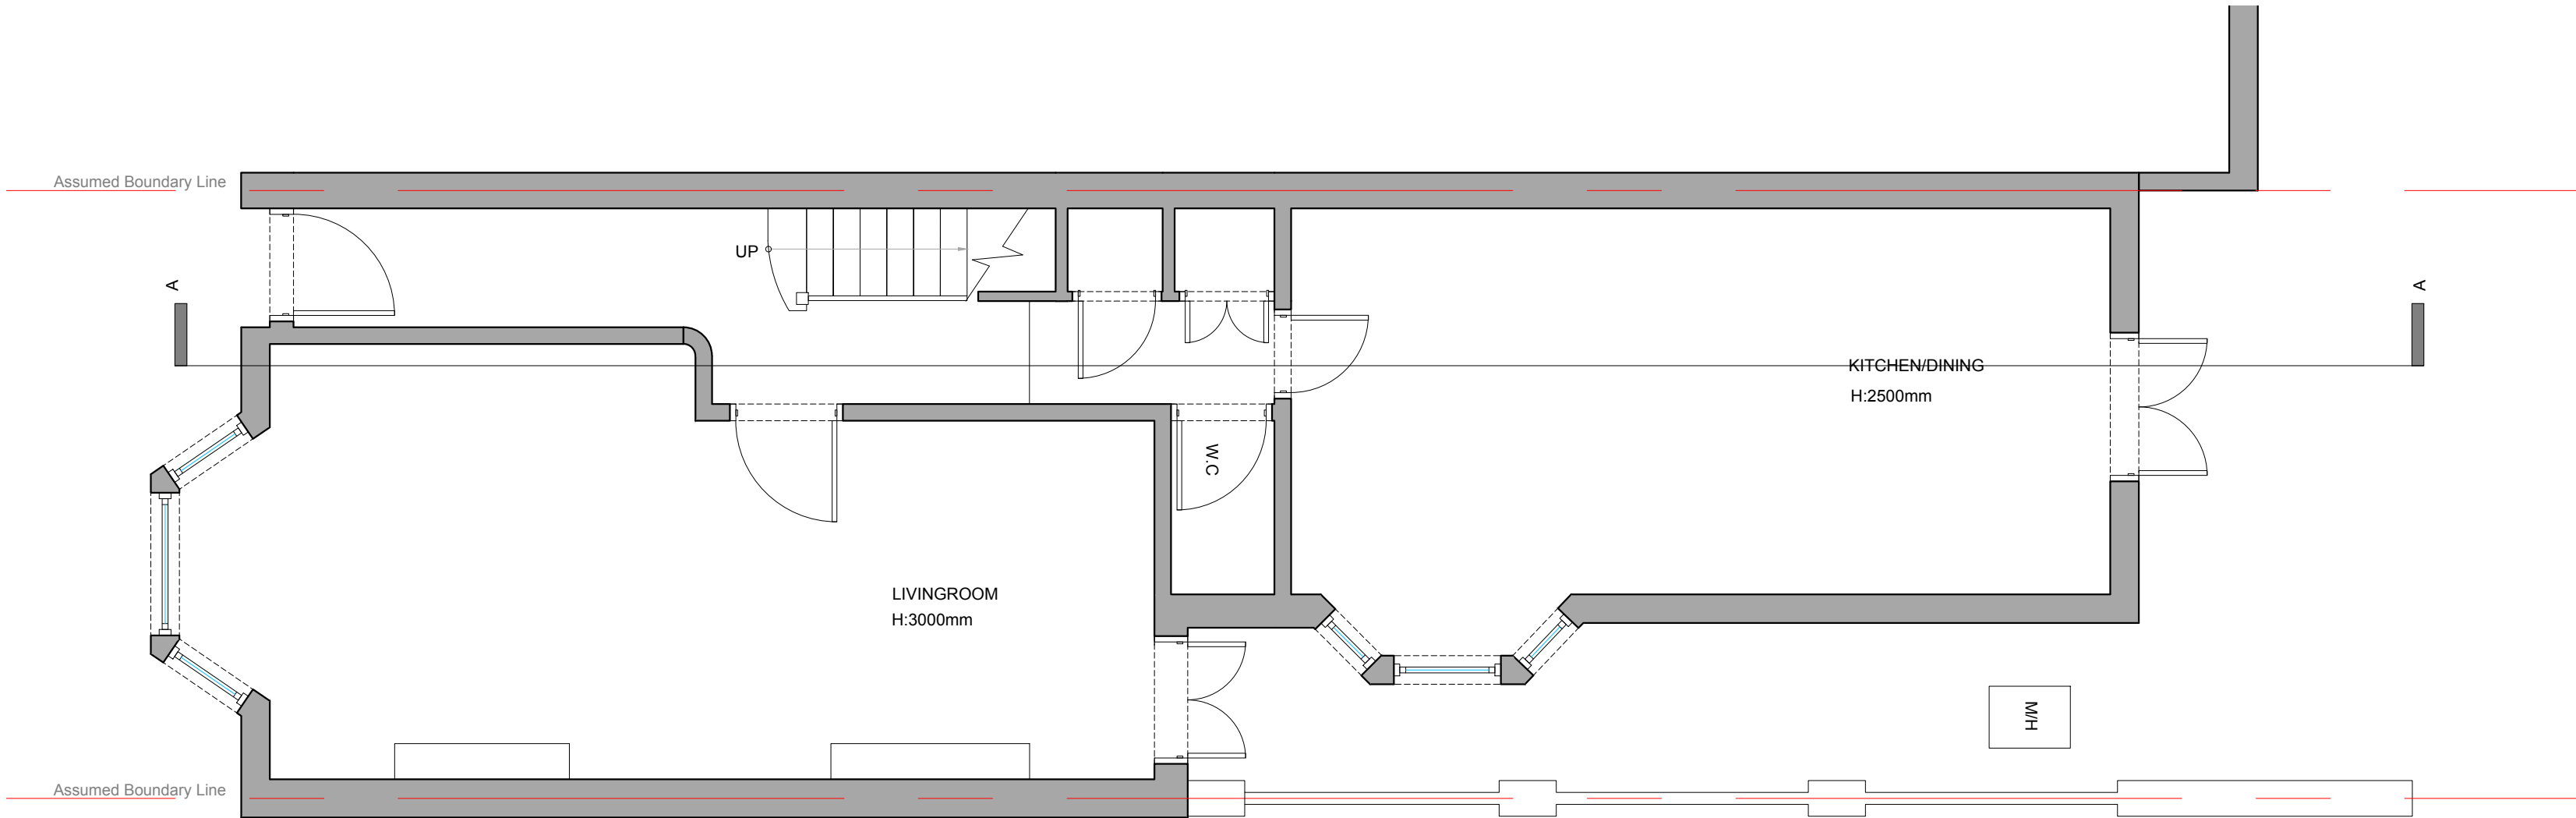 Assumed Boundary Line
UP
A
A
KITCHEN/DINING
H:2500mm
W.C
LIVINGROOM
H:3000mm
M/H
Assumed Boundary Line